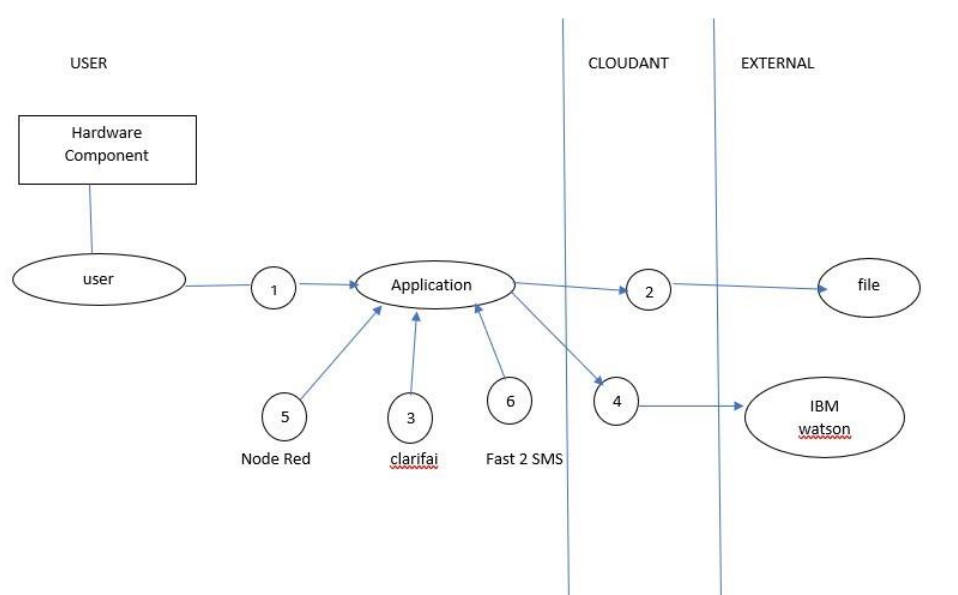 USER
CLOUDANT
EXTERNAL
Hardware
Component
user
1
Application
2
file
5
3
6
4
IBM
watson
Node Red
clarifai
Fast 2 SMS